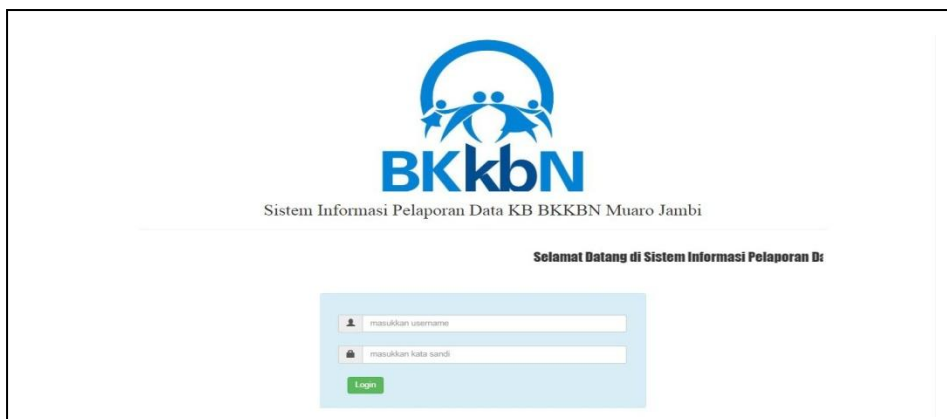 BKkbN
Sistem Informasi Pelaporan Data KB BKKBN Muaro Jambi
Selamat Datang di Sistem Informasi Pelaporan
masukkan username
masukkan kata sandi
Login